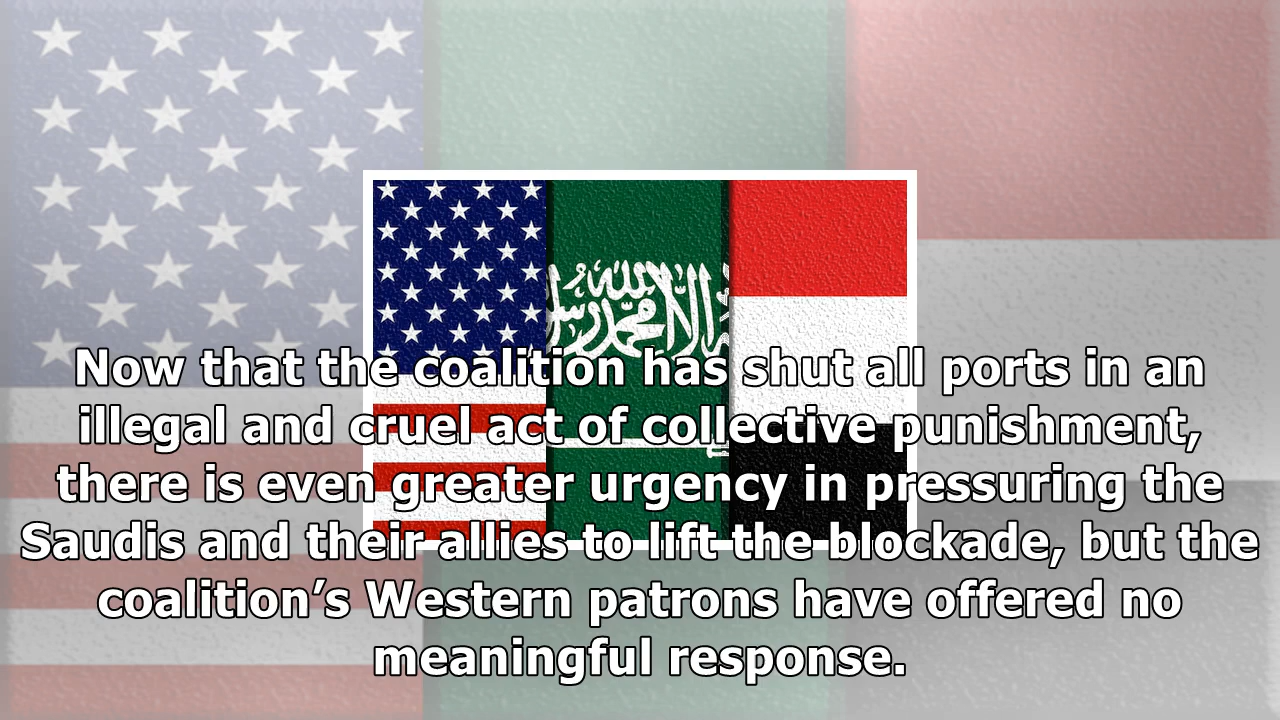 Now that the coalition has shut all ports in an
illegal and cruel act of collective punishment,
there is even greater urgency in pressuring the
Saudis and their allies to lift the blockade, but the
coalition’s Western patrons have offered no
meaningful response.